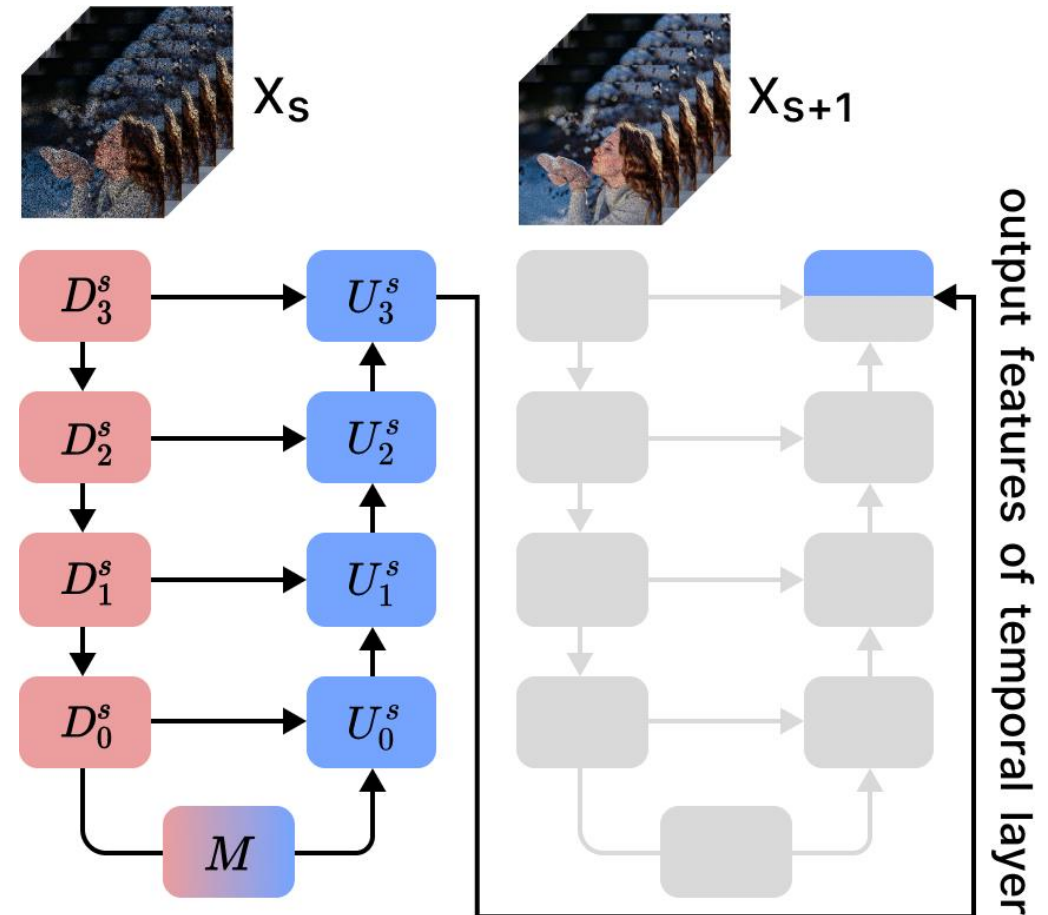 X_s
X_{s+1}
D_3^s
U_3^s
D_2^s
U_2^s
D_1^s
U_1^s
D_0^s
U_0^s
M
output features of temporal layer